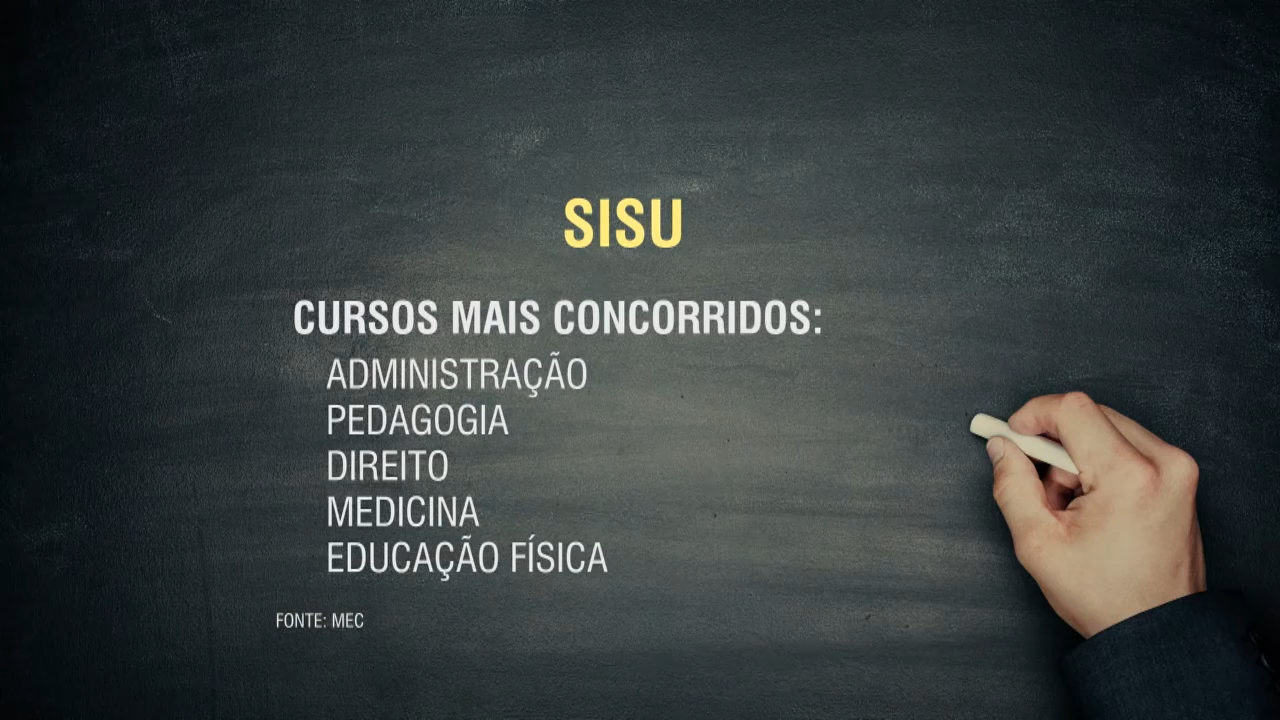 SISU
CURSOS MAIS CONCORRIDOS:
ADMINISTRAÇÃO
PEDAGOGIA
DIREITO
MEDICINA
EDUCAÇÃO FÍSICA
FONTE: MEC